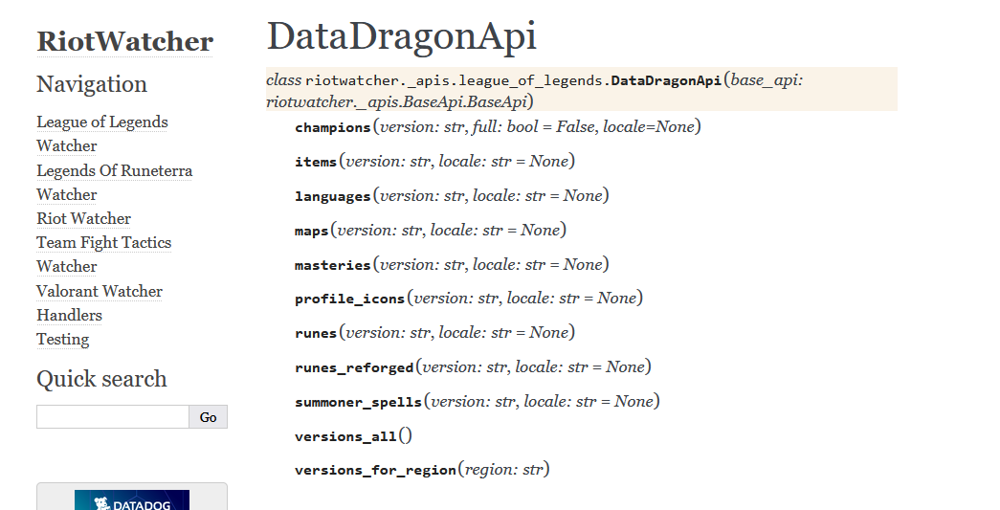 RiotWatcher
Navigation
League of Legends
Watcher
Legends Of Runeterra
Watcher
Riot Watcher
Team Fight Tactics
Watcher
Valorant Watcher
Handlers
Testing
Quick search
Go
DATADOG
DataDragonApi
class riotwatcher._apis.league_of_legends.DataDragonApi(base_api:
riotwatcher._apis.BaseApi.BaseApi)
champions(version: str, full: bool = False, locale=None)
items(version: str, locale: str = None)
languages(version: str, locale: str = None)
maps(version: str, locale: str = None)
masteries(version: str, locale: str = None)
profile_icons(version: str, locale: str = None)
runes(version: str, locale: str = None)
runes_reforged(version: str, locale: str = None)
summoner_spells(version: str, locale: str = None)
versions_all()
versions_for_region(region: str)